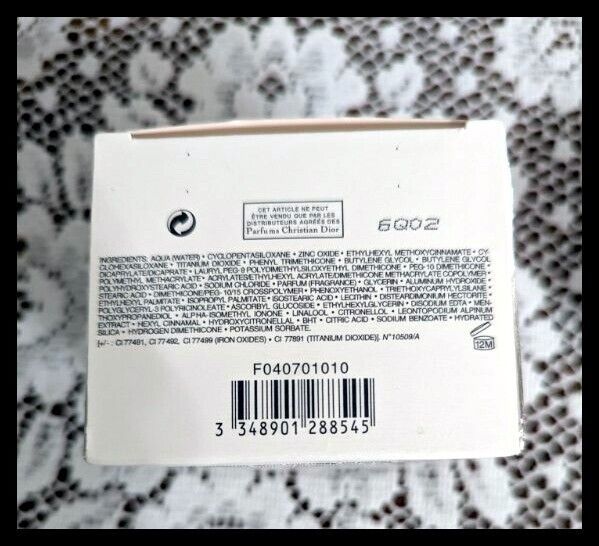 CET ARTICLE NE PEUT
ÊTRE VENDU QUE PAR LES
DISTRIBUTEURS AGRÉÉS DES
Parfums Christian Dior
6Q02
INGREDIENTS: AQUA (WATER) • CYCLOPENTASILOXANE • ZINC OXIDE • ETHYLHEXYL METHOXYCINNAMATE • CY-
CLOHEXASILOXANE • TITANIUM DIOXIDE • PHENYL TRIMETHICONE • BUTYLENE GLYCOL • BUTYLENE GLYCOL
DICAPRYLATE/DICAPRATE • LAURYL PEG-9 POLYDIMETHYLSILOXYETHYL DIMETHICONE • PEG-10 DIMETHICONE •
POLYMETHYL METHACRYLATE • ACRYLATES/ETHYLHEXYL ACRYLATE/DIMETHICONE METHACRYLATE COPOLYMER •
POLYHYDROXYSTEARIC ACID • SODIUM CHLORIDE • PARFUM (FRAGRANCE) • GLYCERIN • ALUMINUM HYDROXIDE •
STEARIC ACID • DIMETHICONE/PEG- 10/15 CROSSPOLYMER • PHENOXYETHANOL • TRIETHOXYCAPRYLYLSILANE •
ETHYLHEXYL PALMITATE • ISOPROPYL PALMITATE • ISOSTEARIC ACID • LECITHIN • DISTEARDIMONIUM HECTORITE •
POLYGLYCERYL-3 POLYRICINOLEATE • ASCORBYL GLUCOSIDE • ETHYLHEXYLGLYCERIN • DISODIUM EDTA • MEN-
THOXYPROPANEDIOL • ALPHA-ISOMETHYL IONONE • LINALOOL • CITRONELLOL • LEONTOPODIUM ALPINUM
EXTRACT • HEXYL CINNAMAL • HYDROXYCITRONELLAL • BHT • CITRIC ACID • SODIUM BENZOATE • HYDRATED
SILICA • HYDROGEN DIMETHICONE • POTASSIUM SORBATE.
[+/- : CI 77491, CI 77492, CI 77499 (IRON OXIDES) • CI 77891 (TITANIUM DIOXIDE)]. N°10509/A
12M
F040701010
3 348901 288545